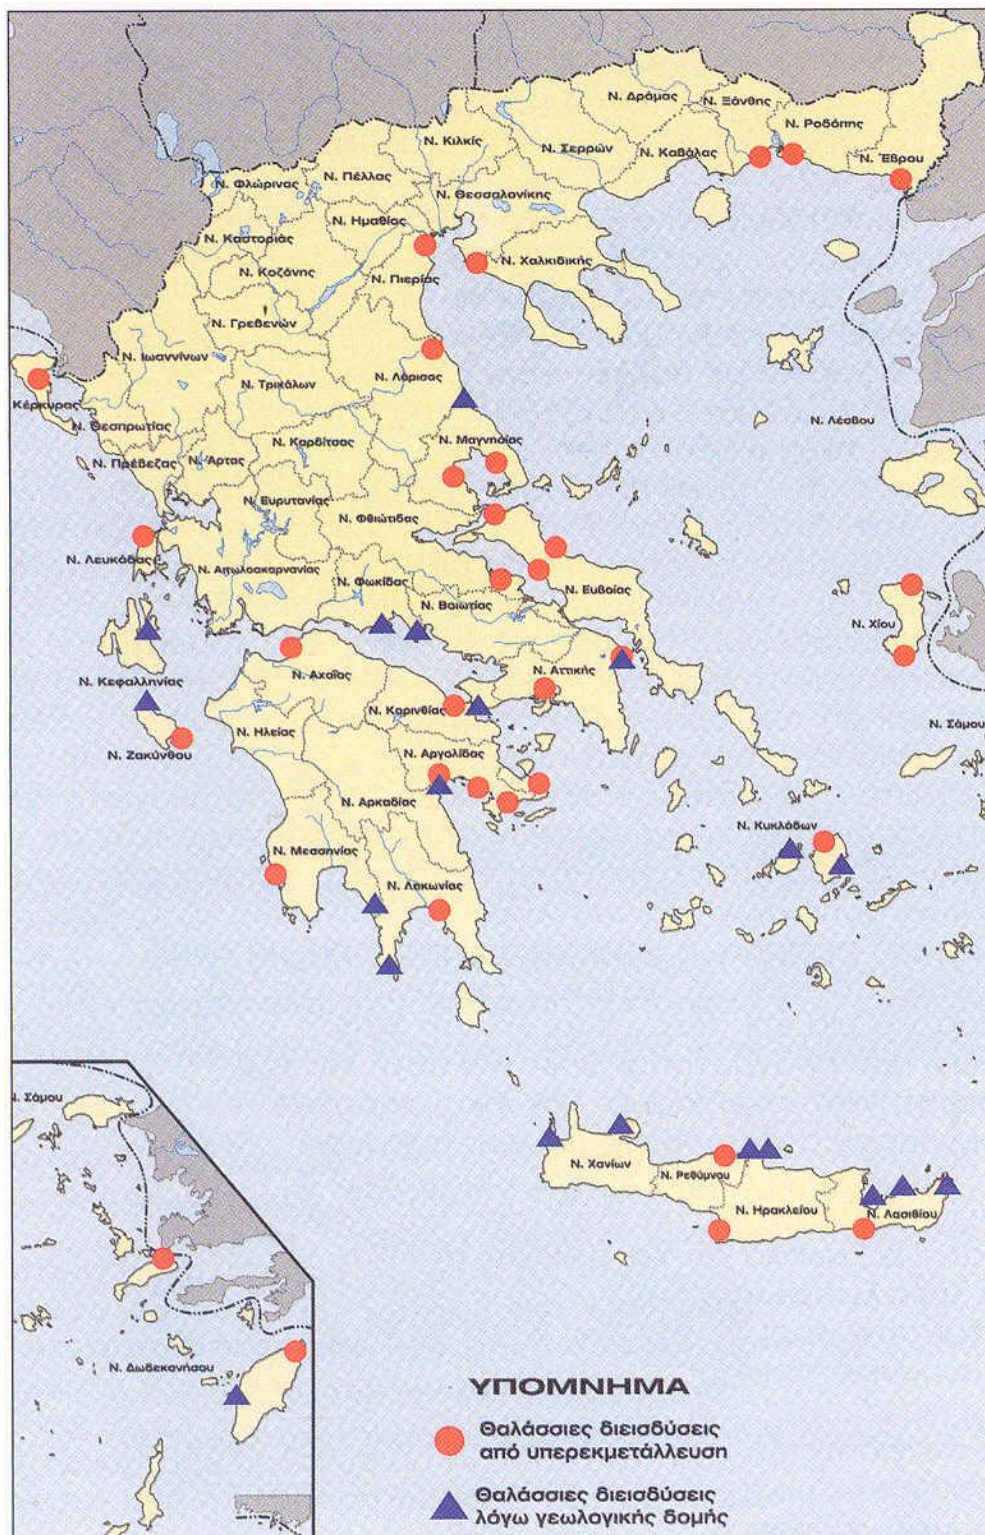 Ν. Δράμας
Ν. Ξάνθης
Ν. Ροδόπης
Ν. Κιλκίς
Ν. Σερρών
Ν. Καβάλας
Ν. Έβρου
Ν. Φλώρινας
Ν. Πέλλας
Ν. Θεσσαλονίκης
Ν. Ημαθίας
Ν. Καστοριάς
Ν. Κοζάνης
Ν. Πιερίας
Ν. Χαλκιδικής
Ν. Γρεβενών
Ν. Ιωαννίνων
Ν. Τρικάλων
Ν. Λάρισας
Κέρκυρας
Ν. Θεσπρωτίας
Ν. Λέσβου
Ν. Καρδίτσας
Ν. Μαγνησίας
Ν. Πρέβεζας
Ν. Άρτας
Ν. Ευρυτανίας
Ν. Φθιώτιδας
Ν. Λευκάδας
Ν. Αιτωλοακαρνανίας
Ν. Φωκίδας
Ν. Βοιωτίας
Ν. Ευβοίας
Ν. Χίου
Ν. Κεφαλληνίας
Ν. Αχαΐας
Ν. Αττικής
Ν. Κορινθίας
Ν. Ηλείας
Ν. Ζακύνθου
Ν. Σάμου
Ν. Αργολίδας
Ν. Αρκαδίας
Ν. Κυκλάδων
Ν. Μεσσηνίας
Ν. Λακωνίας
Ν. Σάμου
Ν. Χανίων
Ν. Ρεθύμνου
Ν. Ηρακλείου
Ν. Λασιθίου
Ν. Δωδεκανήσου
ΥΠΟΜΝΗΜΑ
Θαλάσσιες διεισδύσεις
από υπερεκμετάλλευση
Θαλάσσιες διεισδύσεις
λόγω γεωλογικής δομής